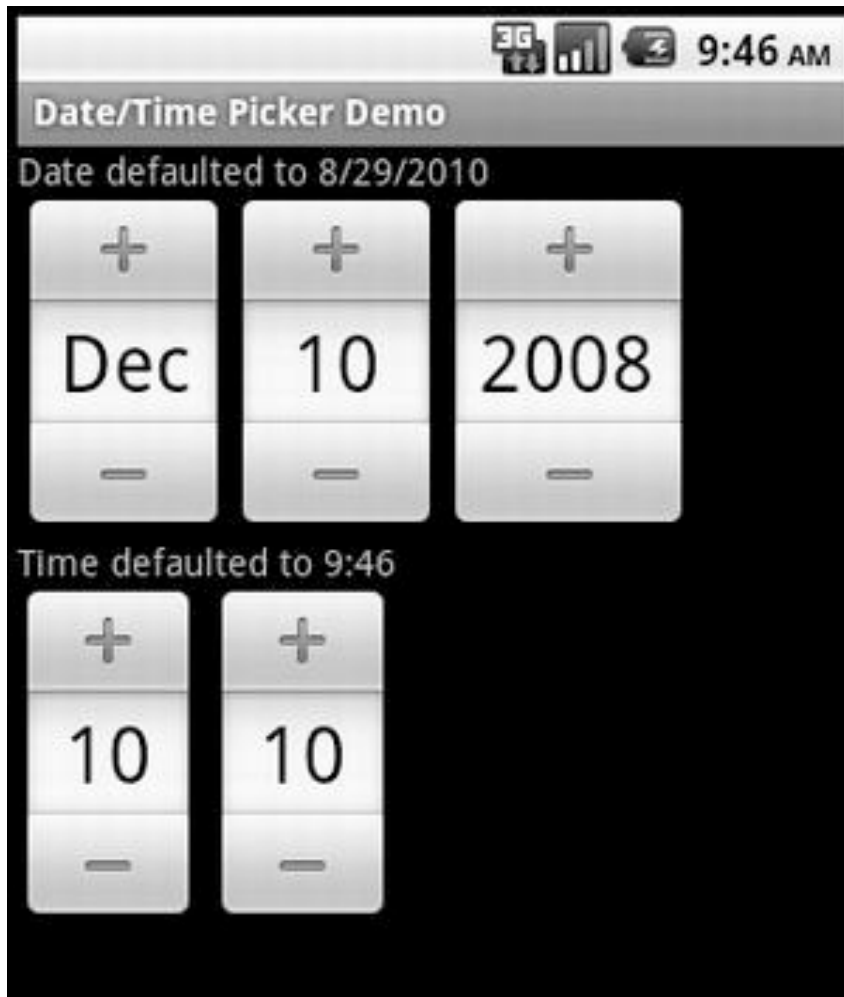 3G 9:46 AM
Date/Time Picker Demo
Date defaulted to 8/29/2010
+ + +
Dec 10 2008
- - -
Time defaulted to 9:46
+ +
10 10
- -